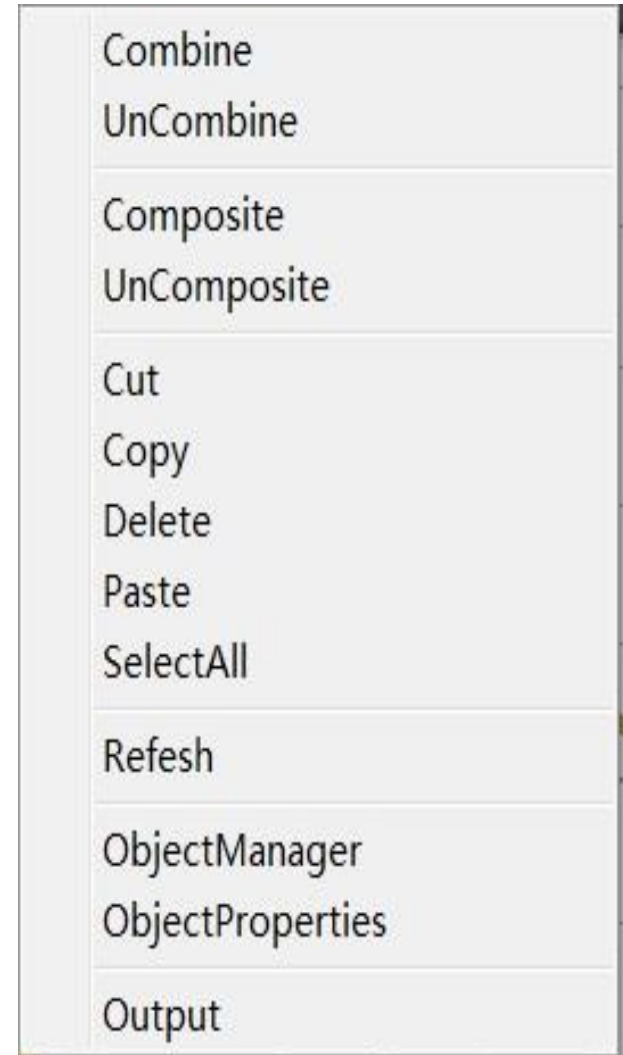 Combine
UnCombine
Composite
UnComposite
Cut
Copy
Delete
Paste
SelectAll
Refesh
ObjectManager
ObjectProperties
Output